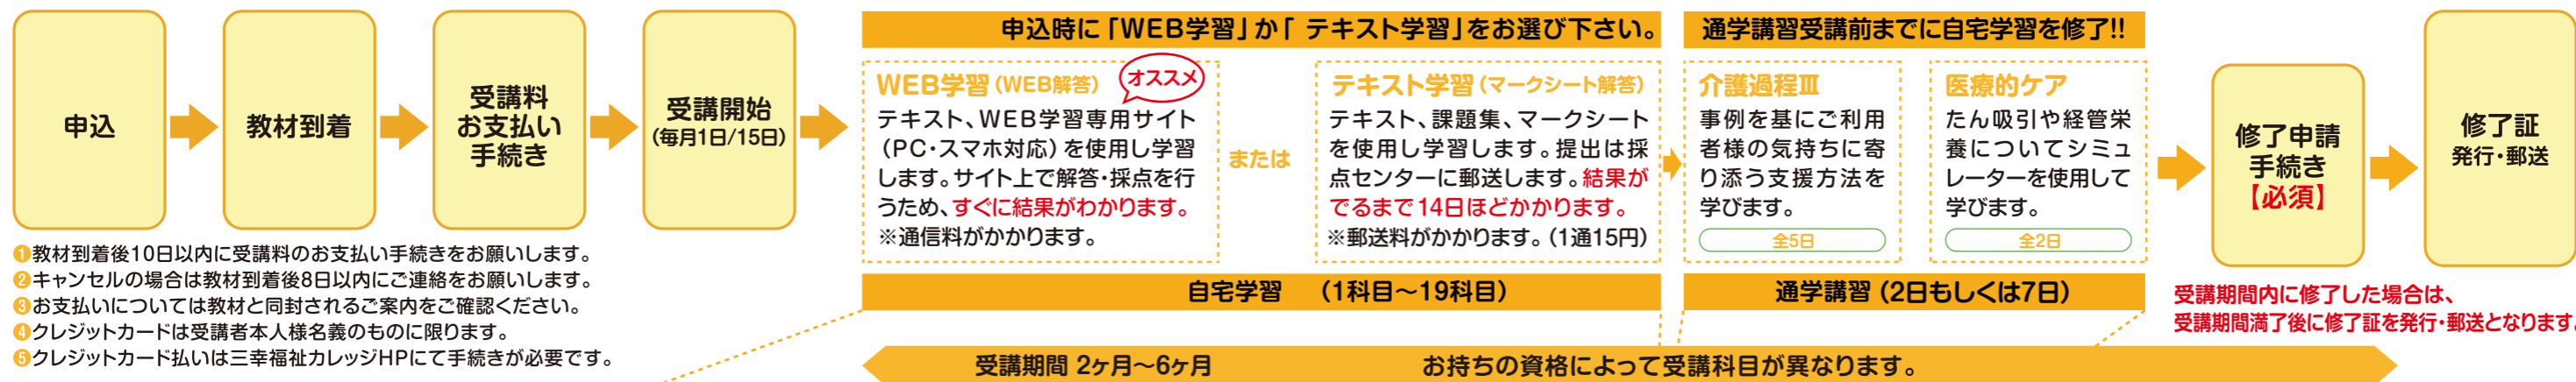 申込
教材到着
受講料
お支払い
手続き
受講開始
(毎月1日/15日)
❶教材到着後10日以内に受講料のお支払い手続きをお願いします。
❷キャンセルの場合は教材到着後8日以内にご連絡をお願いします。
❸お支払いについては教材と同封されるご案内をご確認ください。
❹クレジットカードは受講者本人様名義のものに限ります。
❺クレジットカード払いは三幸福祉カレッジHPにて手続きが必要です。
申込時に「WEB学習」か「 テキスト学習」をお選び下さい。
WEB学習(WEB解答)
オススメ
テキスト、WEB学習専用サイト
(PC・スマホ対応)を使用し学習
します。サイト上で解答・採点を行
うため、すぐに結果がわかります。
※通信料がかかります。
または
テキスト学習(マークシート解答)
テキスト、課題集、マークシート
を使用し学習します。提出は採
点センターに郵送します。結果が
でるまで14日ほどかかります。
※郵送料がかかります。(1通15円)
自宅学習 (1科目〜19科目)
通学講習受講前までに自宅学習を修了!!
介護過程Ⅲ
事例を基にご利用
者様の気持ちに寄
り添う支援方法を
学びます。
全5日
医療的ケア
たん吸引や経管栄
養についてシミュ
レーターを使用して
学びます。
全2日
通学講習(2日もしくは7日)
修了申請
手続き
【必須】
修了証
発行・郵送
受講期間内に修了した場合は、
受講期間満了後に修了証を発行・郵送となります。
受講期間 2ヶ月〜6ヶ月 お持ちの資格によって受講科目が異なります。